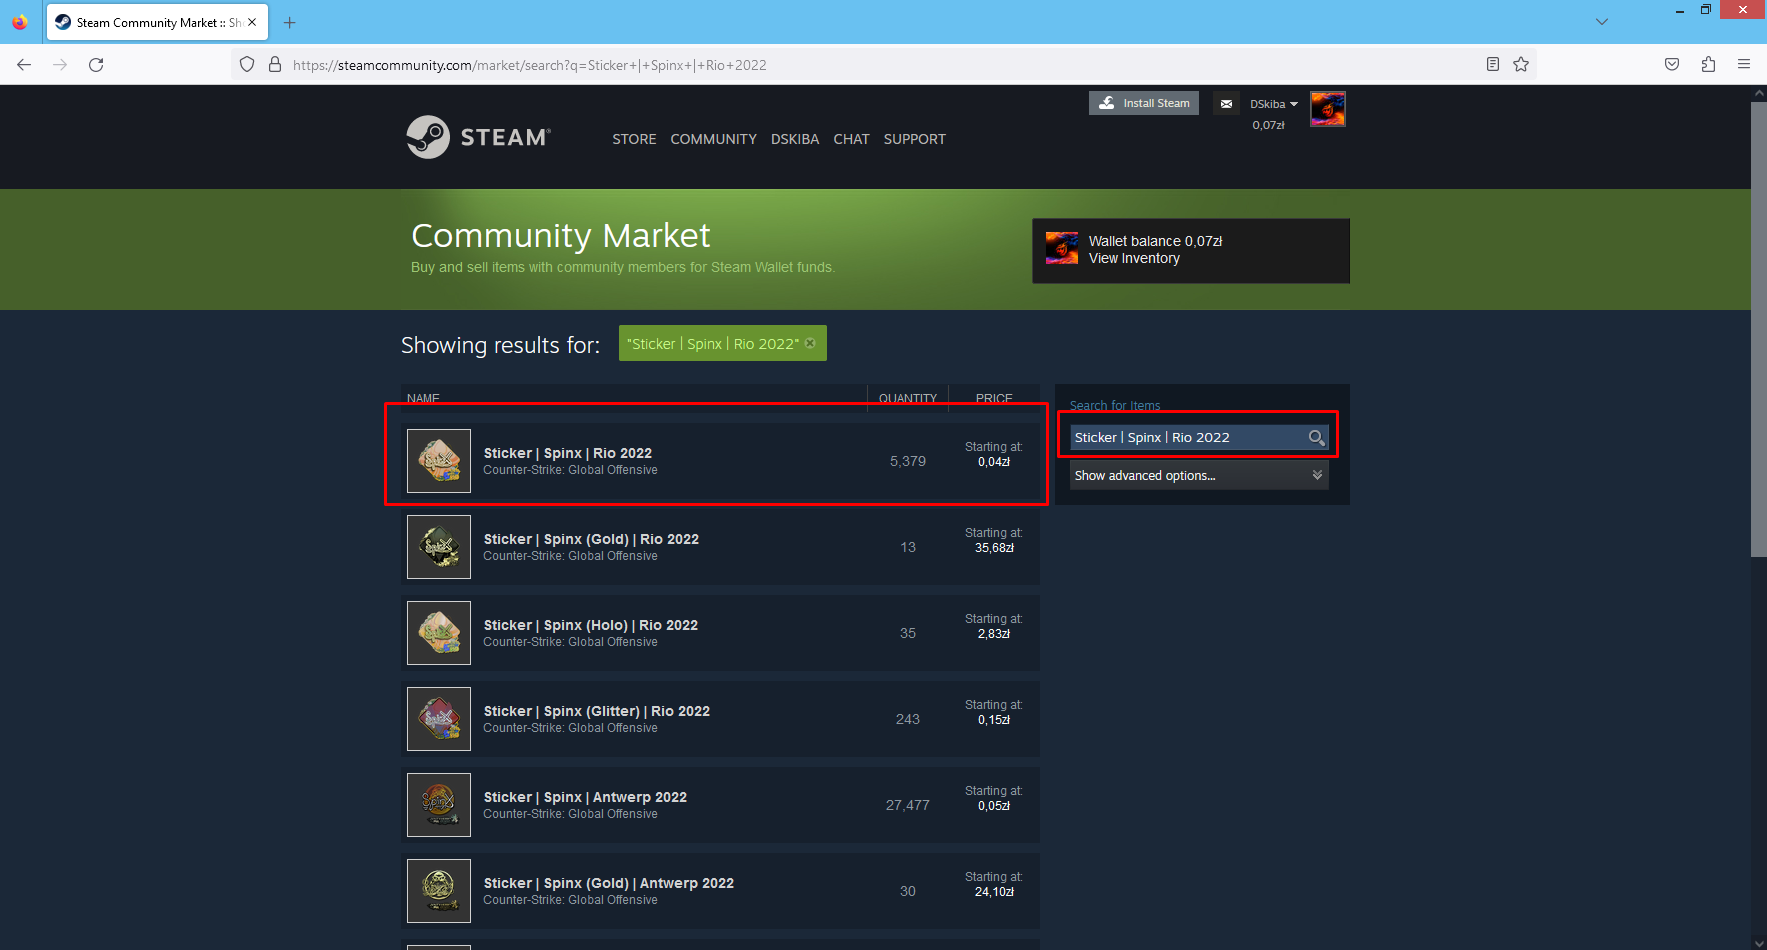 Steam Community Market :: Sh
https://steamcommunity.com/market/search?q=Sticker+|+Spinx+|+Rio+2022
Install Steam
DSkiba
0,07zł
STEAM®
STORE COMMUNITY DSKIBA CHAT SUPPORT
Community Market
Buy and sell items with community members for Steam Wallet funds.
Wallet balance 0,07zł
View Inventory
Showing results for: "Sticker | Spinx | Rio 2022"
NAME QUANTITY PRICE
Sticker | Spinx | Rio 2022
Counter-Strike: Global Offensive
5,379
Starting at:
0,04zł
Sticker | Spinx (Gold) | Rio 2022
Counter-Strike: Global Offensive
13
Starting at:
35,68zł
Sticker | Spinx (Holo) | Rio 2022
Counter-Strike: Global Offensive
35
Starting at:
2,83zł
Sticker | Spinx (Glitter) | Rio 2022
Counter-Strike: Global Offensive
243
Starting at:
0,15zł
Sticker | Spinx | Antwerp 2022
Counter-Strike: Global Offensive
27,477
Starting at:
0,05zł
Sticker | Spinx (Gold) | Antwerp 2022
Counter-Strike: Global Offensive
30
Starting at:
24,10zł
Search for Items
Sticker | Spinx | Rio 2022
Show advanced options...